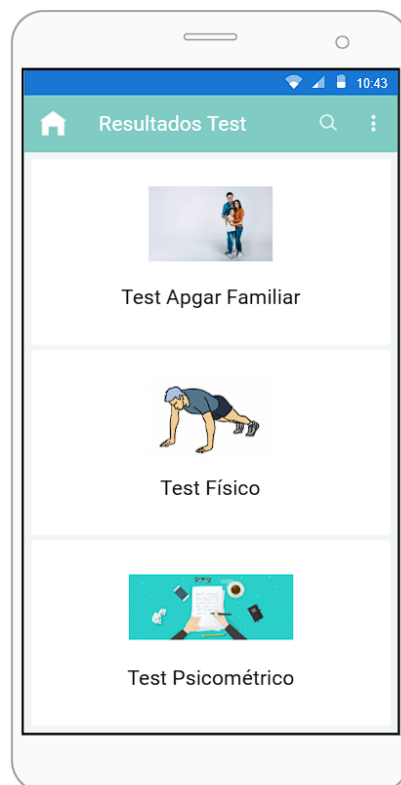 10:43
Resultados Test
Test Apgar Familiar
Test Físico
Test Psicométrico